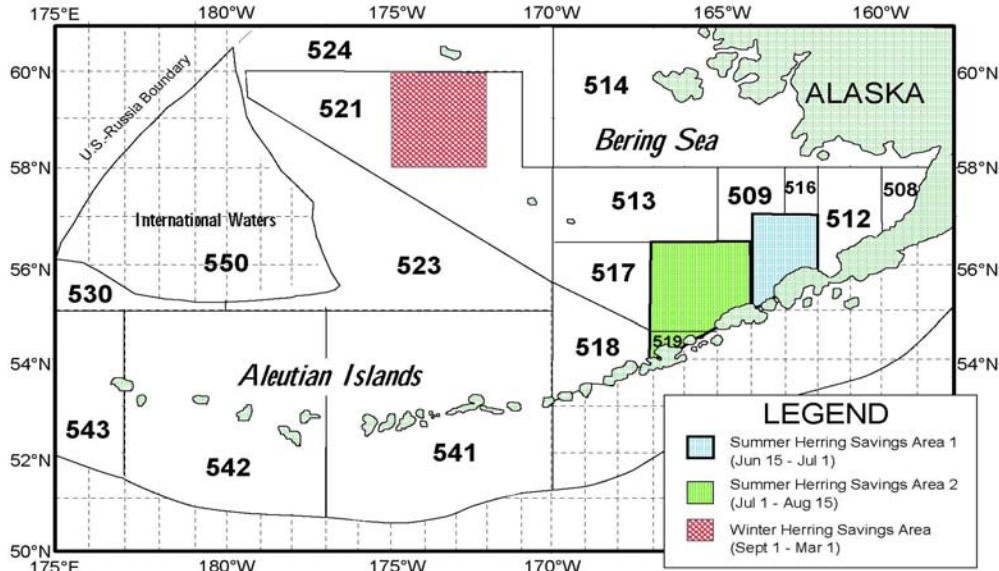 175°E 180°W 175°W 170°W 165°W 160°W
60°N 60°N
58°N 58°N
56°N 56°N
54°N 54°N
52°N
50°N
175°E 180°W 175°W 170°W
U.S.-Russia Boundary
524
521
514
ALASKA
Bering Sea
513
509
516
508
512
International Waters
550
523
517
530
518
519
Aleutian Islands
543
542
541
LEGEND
Summer Herring Savings Area 1
(Jun 15 - Jul 1)
Summer Herring Savings Area 2
(Jul 1 - Aug 15)
Winter Herring Savings Area
(Sept 1 - Mar 1)